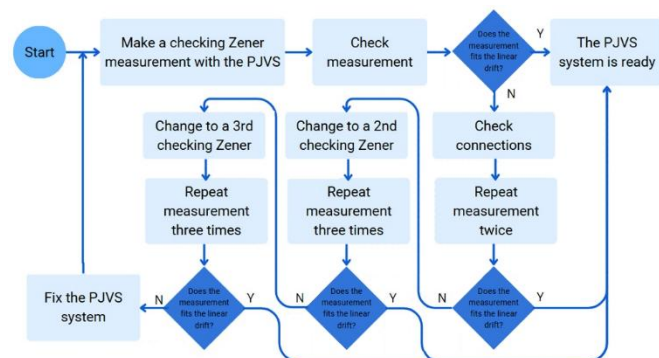 Start
Make a checking Zener
measurement with the PJVS
Check
measurement
Does the
measurement
fits the linear
drift?
Y
The PJVS
system is ready
N
Change to a 3rd
checking Zener
Change to a 2nd
checking Zener
Check
connections
Repeat
measurement
three times
Repeat
measurement
three times
Repeat
measurement
twice
Fix the PJVS
system
N
Does the
measurement
fits the linear
drift?
Y
N
Does the
measurement
fits the linear
drift?
Y
N
Does the
measurement
fits the linear
drift?
Y